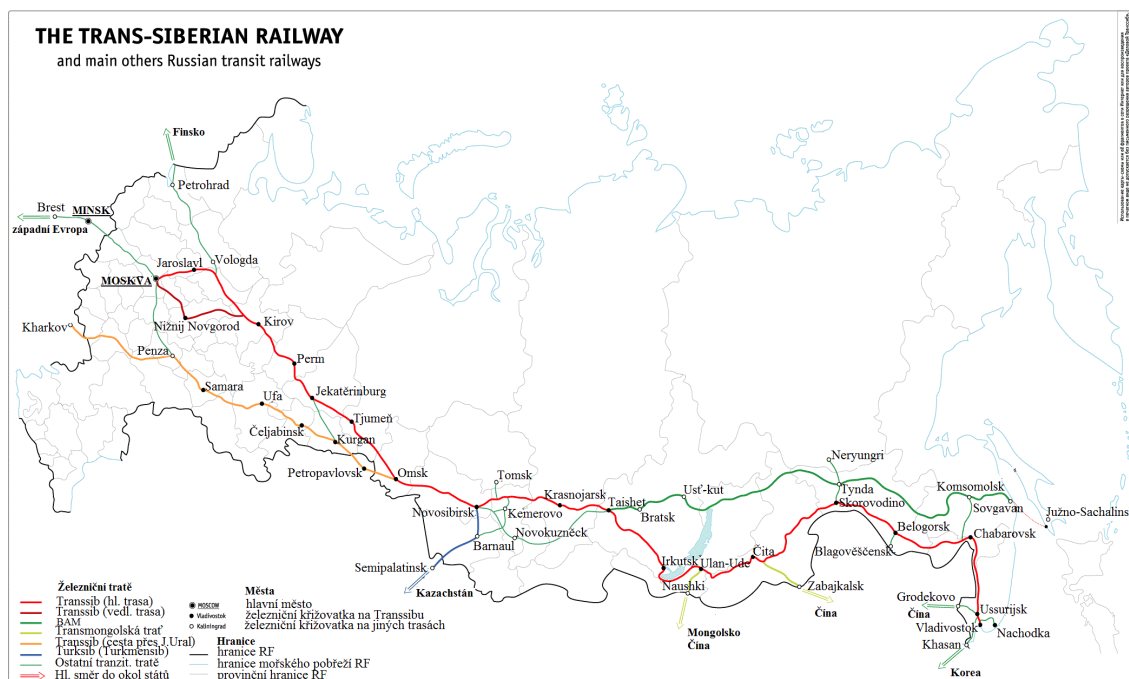 THE TRANS-SIBERIAN RAILWAY
and main others Russian transit railways
Finsko
Petrohrad
Brest
MINSK
západní Evropa
Jaroslavl
Vologda
MOSKVA
Nižnij Novgorod
Kirov
Kharkov
Penza
Perm
Samara
Ufa
Jekatěrinburg
Tjumeň
Čeljabinsk
Kurgan
Petropavlovsk
Omsk
Tomsk
Krasnojarsk
Taishet
Usť-kut
Neryungri
Tynda
Skorovodino
Komsomolsk
Sovgavan
Južno-Sachalins
Novosibirsk
Kemerovo
Bratsk
Novokuzněck
Barnaul
Belogorsk
Chabarovsk
Blagověščensk
Semipalatinsk
Kazachstán
Irkutsk
Ulan-Ude
Čita
Naushki
Zabajkalsk
Čína
Mongolsko
Čína
Grodekovo
Čína
Ussurijsk
Vladivostok
Nachodka
Khasan
Korea
Železniční tratě
Transsib (hl. trasa)
Transsib (vedl. trasa)
BAM
Transmongolská trať
Transsib (cesta přes J.Ural)
Turksib (Turkmensib)
Ostatní tranzit. tratě
Hl. směr do okol států
Města
MOSCOW hlavní město
Vladivostok železniční křižovatka na Transsibu
Kaliningrad železniční křižovatka na jiných trasách
Hranice
hranice RF
hranice mořského pobřeží RF
provinční hranice RF